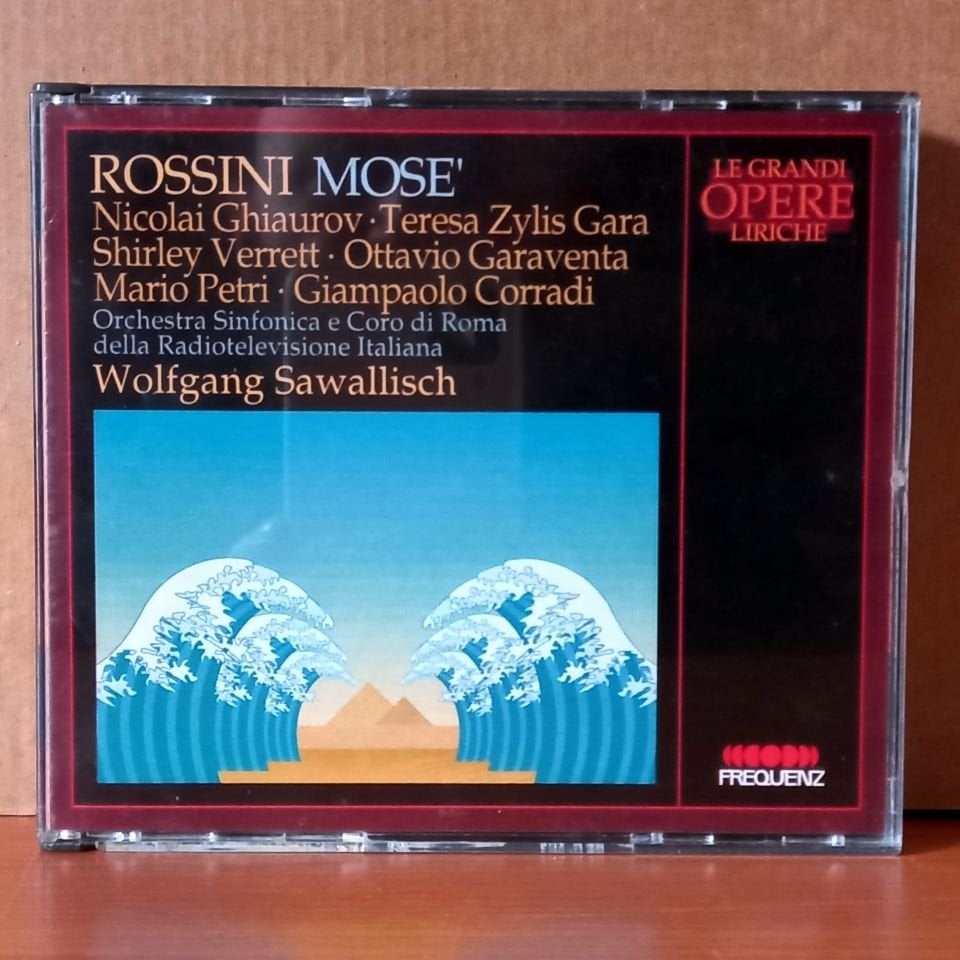 ROSSINI MOSE'
Nicolai Ghiaurov · Teresa Zylis Gara
Shirley Verrett · Ottavio Garaventa
Mario Petri · Giampaolo Corradi
Orchestra Sinfonica e Coro di Roma
della Radiotelevisione Italiana
Wolfgang Sawallisch
LE GRANDI
OPERE
LIRICHE
FREQUENZ